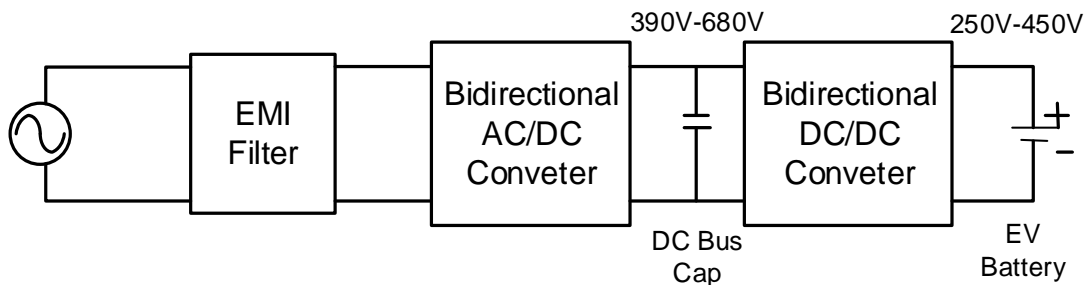 390V-680V
250V-450V
EMI
Filter
Bidirectional
AC/DC
Conveter
Bidirectional
DC/DC
Conveter
+
-
DC Bus
Cap
EV
Battery